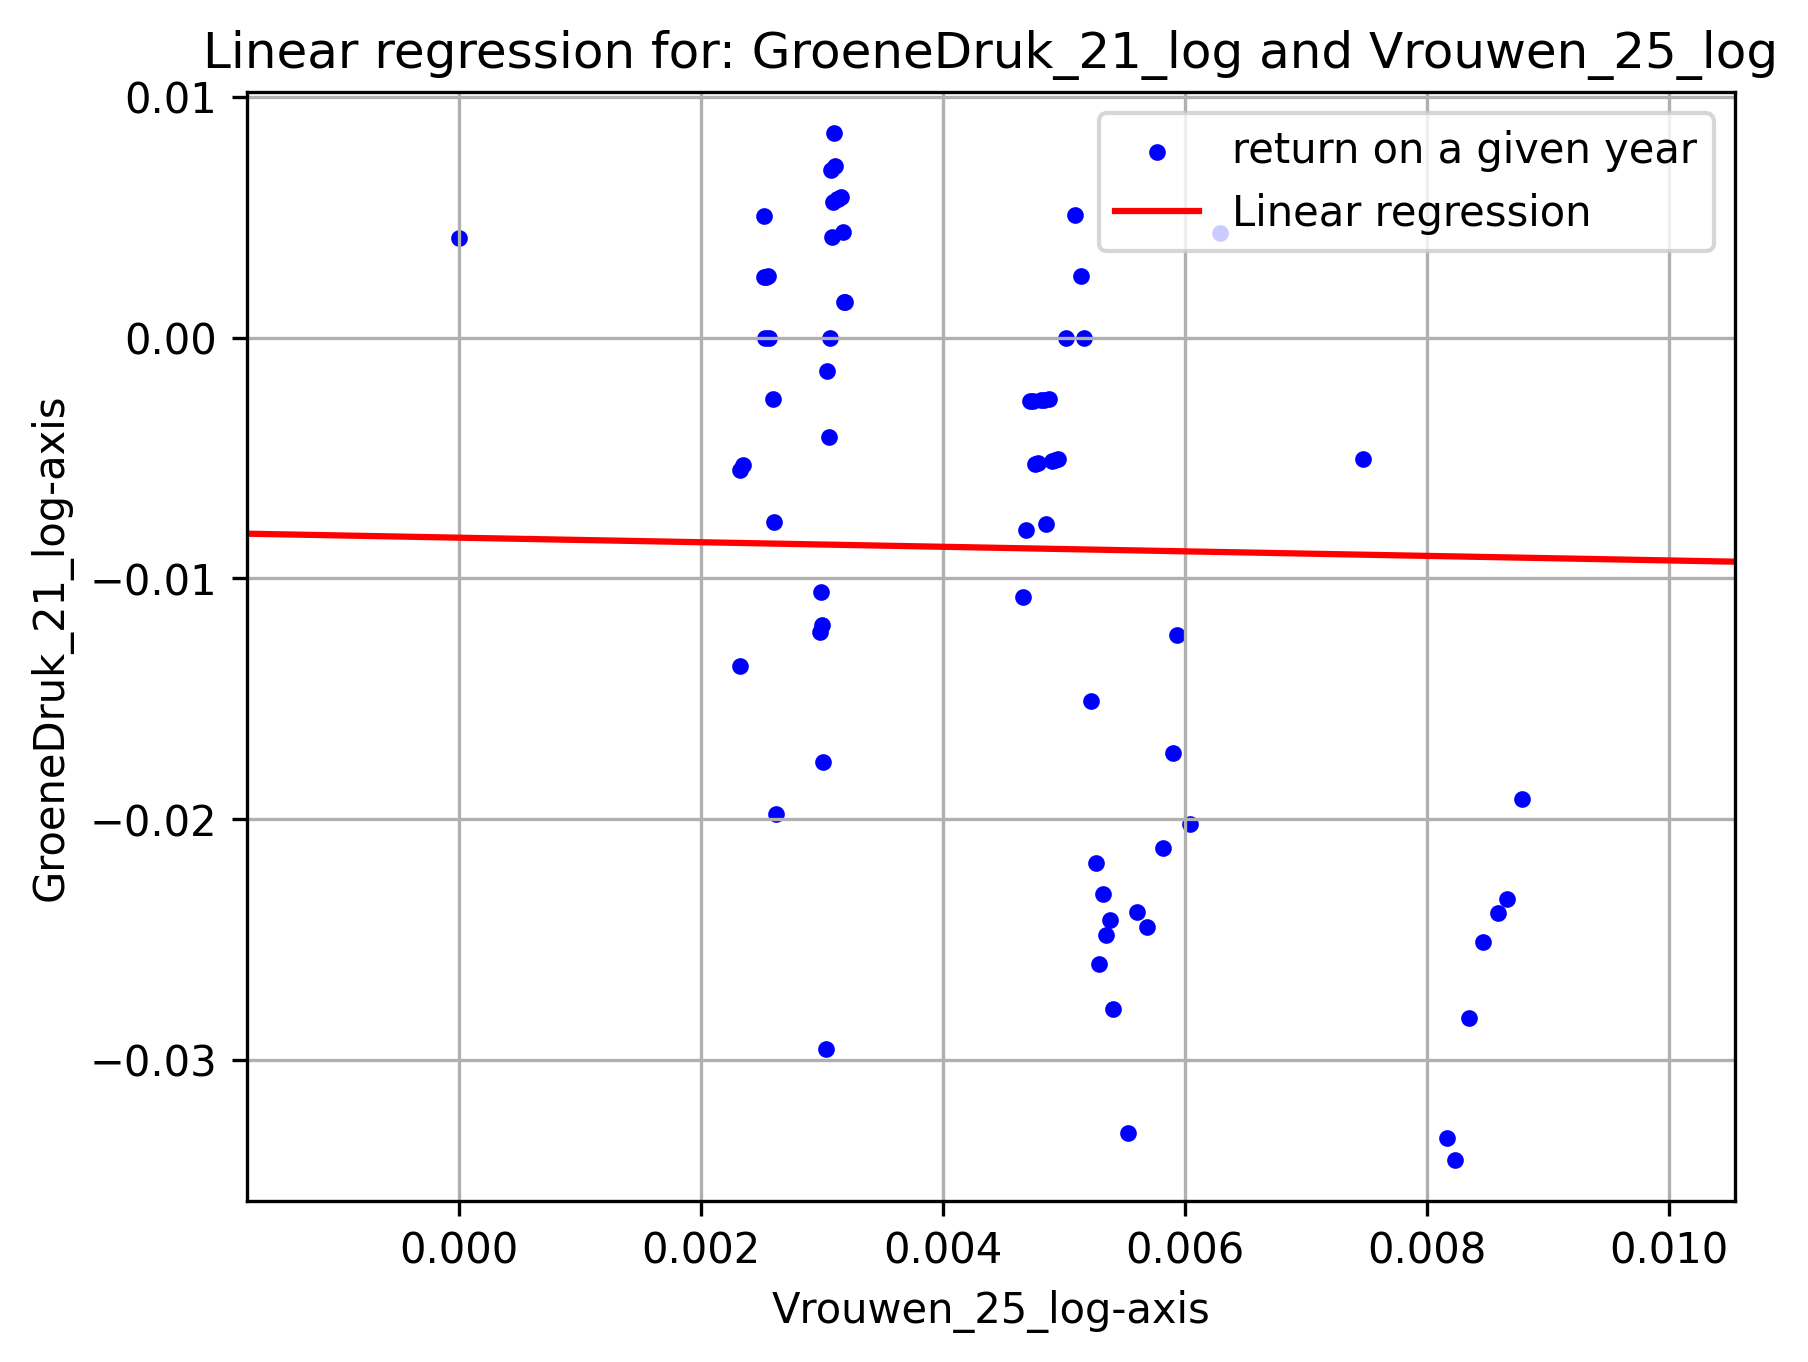 Linear regression for: GroeneDruk_21_log and Vrouwen_25_log
return on a given year
Linear regression
0.01
0.00
−0.01
−0.02
−0.03
GroeneDruk_21_log-axis
0.000 0.002 0.004 0.006 0.008 0.010
Vrouwen_25_log-axis